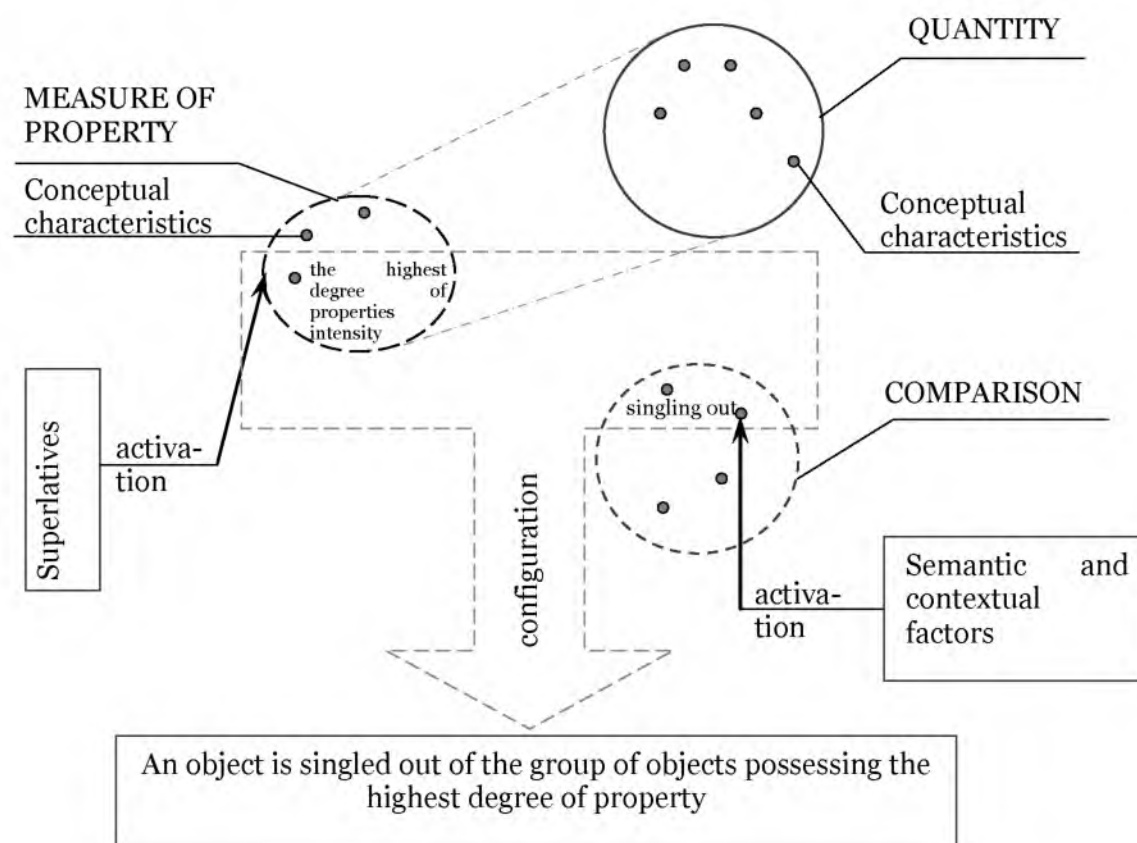 QUANTITY
MEASURE OF
PROPERTY
Conceptual
characteristics
Conceptual
characteristics
the highest
degree of
properties
intensity
singling out
COMPARISON
Superlatives
activa-
tion
configuration
activa-
tion
Semantic and
contextual
factors
An object is singled out of the group of objects possessing the
highest degree of property